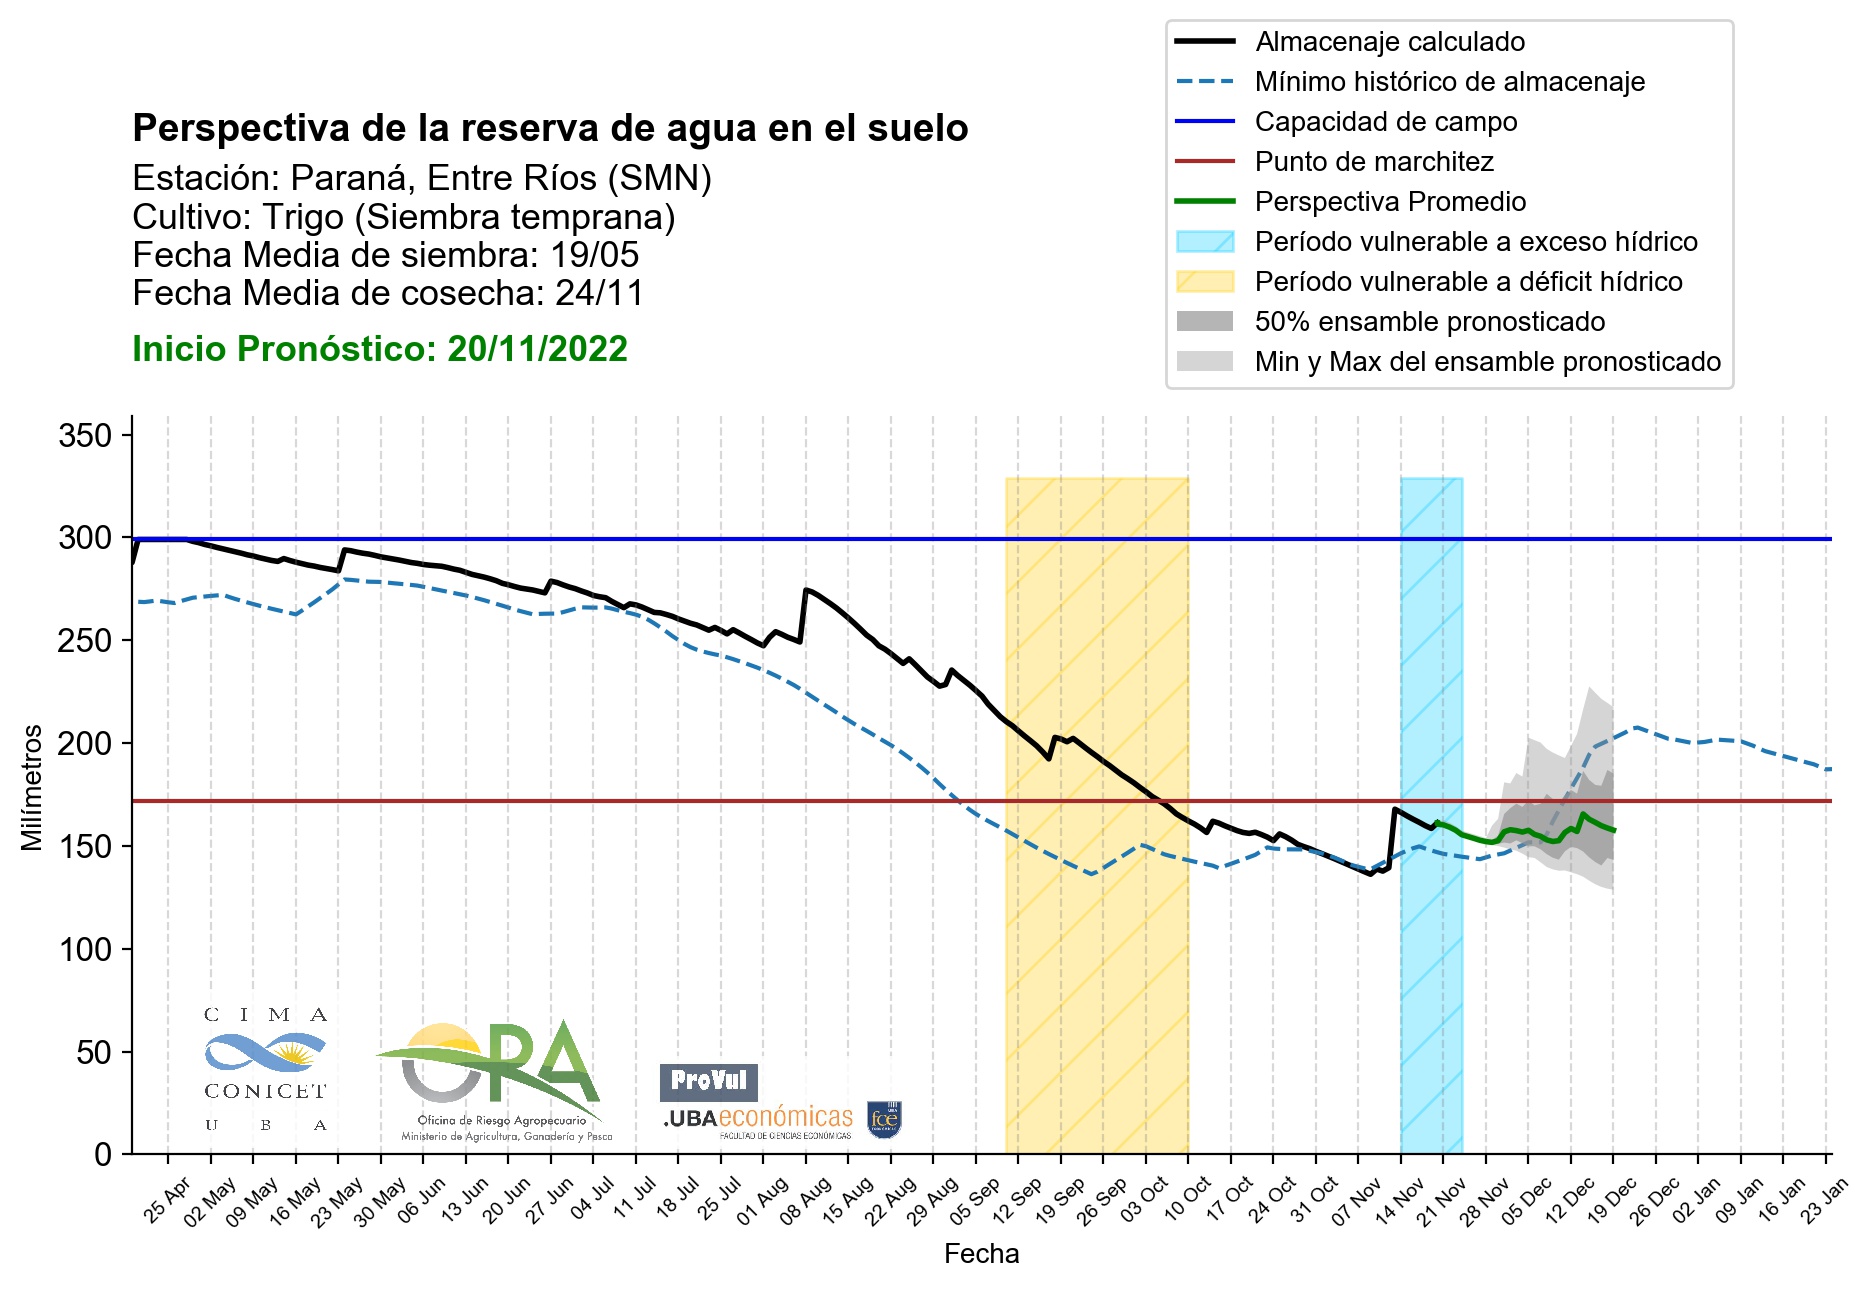 Almacenaje calculado
Mínimo histórico de almacenaje
Capacidad de campo
Punto de marchitez
Perspectiva Promedio
Período vulnerable a exceso hídrico
Período vulnerable a déficit hídrico
50% ensamble pronosticado
Min y Max del ensamble pronosticado
Perspectiva de la reserva de agua en el suelo
Estación: Paraná, Entre Ríos (SMN)
Cultivo: Trigo (Siembra temprana)
Fecha Media de siembra: 19/05
Fecha Media de cosecha: 24/11
Inicio Pronóstico: 20/11/2022
350
300
250
200
150
100
50
0
Milímetros
CIMA
CONICET
UBA
ORA
Oficina de Riesgo Agropecuario
Ministerio de Agricultura, Ganadería y Pesca
ProVul
.UBAeconómicas
FACULTAD DE CIENCIAS ECONÓMICAS
UBA
fce
ECONÓMICAS
25 Apr
02 May
09 May
16 May
23 May
30 May
06 Jun
13 Jun
20 Jun
27 Jun
04 Jul
11 Jul
18 Jul
25 Jul
01 Aug
08 Aug
15 Aug
22 Aug
29 Aug
05 Sep
12 Sep
19 Sep
26 Sep
03 Oct
10 Oct
17 Oct
24 Oct
31 Oct
07 Nov
14 Nov
21 Nov
28 Nov
05 Dec
12 Dec
19 Dec
26 Dec
02 Jan
09 Jan
16 Jan
23 Jan
Fecha